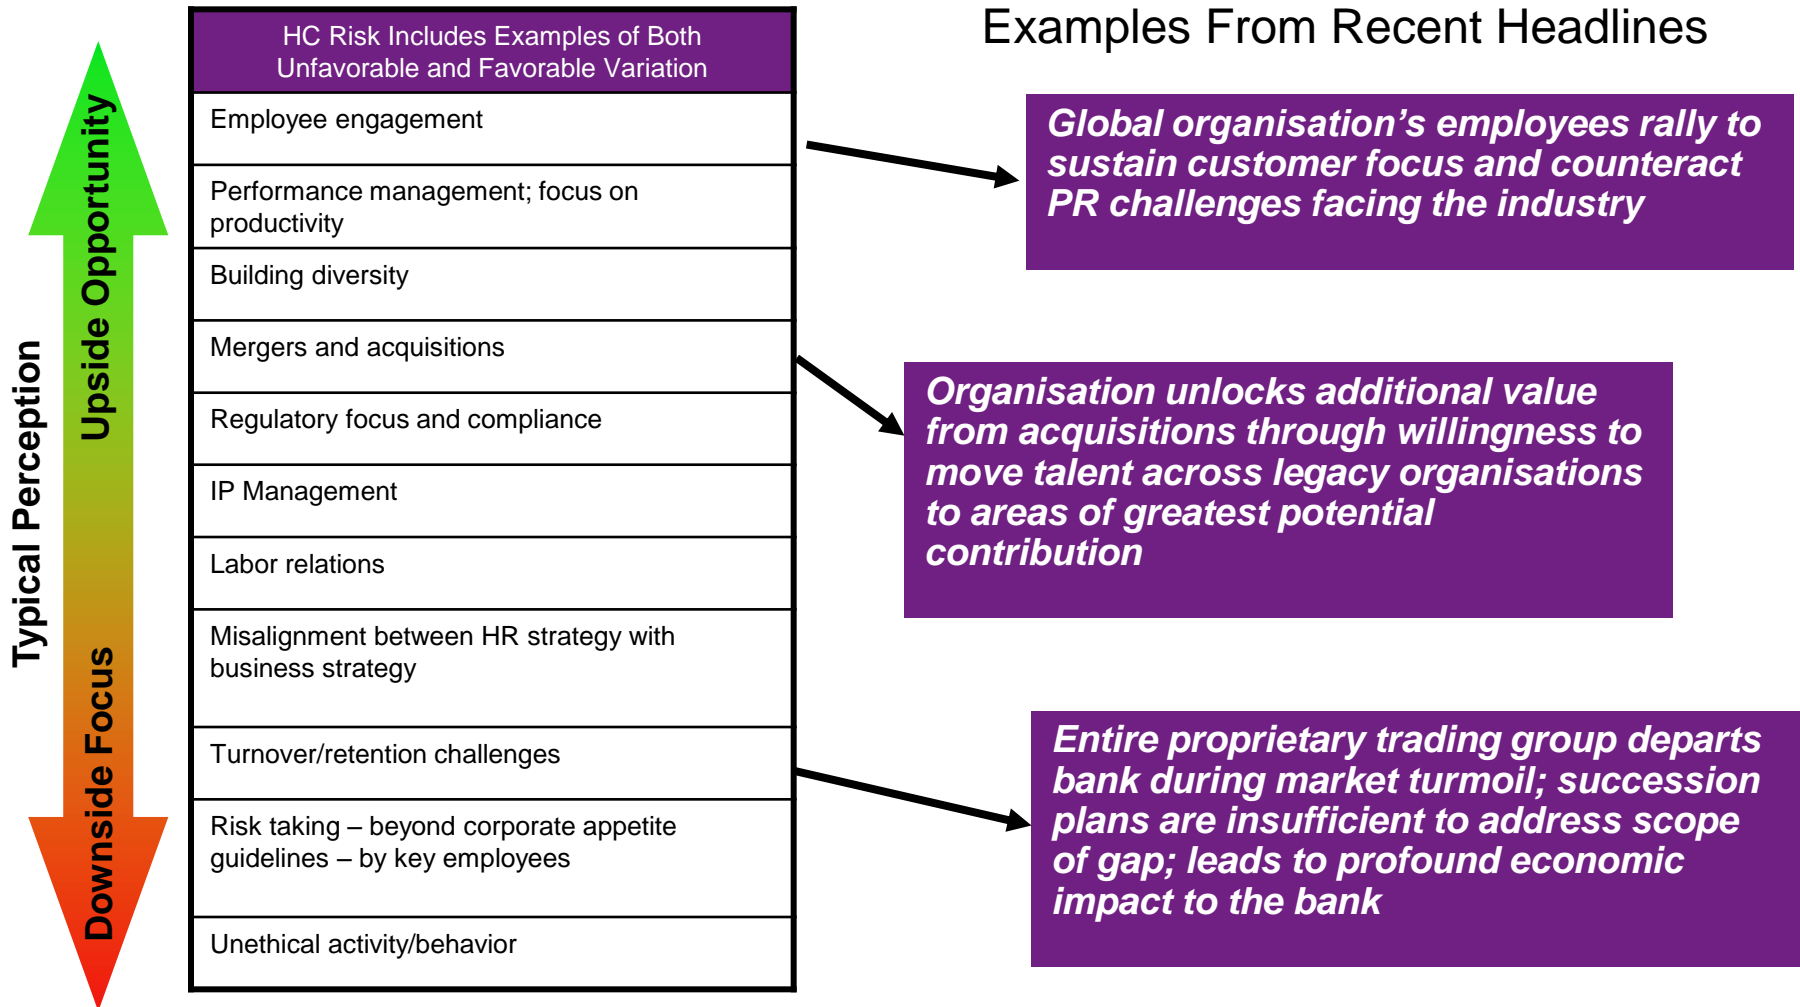 Examples From Recent Headlines
HC Risk Includes Examples of Both
Unfavorable and Favorable Variation
Employee engagement
Performance management; focus on
productivity
Building diversity
Mergers and acquisitions
Regulatory focus and compliance
IP Management
Labor relations
Misalignment between HR strategy with
business strategy
Turnover/retention challenges
Risk taking – beyond corporate appetite
guidelines – by key employees
Unethical activity/behavior
Typical Perception
Upside Opportunity
Downside Focus
Global organisation’s employees rally to
sustain customer focus and counteract
PR challenges facing the industry
Organisation unlocks additional value
from acquisitions through willingness to
move talent across legacy organisations
to areas of greatest potential
contribution
Entire proprietary trading group departs
bank during market turmoil; succession
plans are insufficient to address scope
of gap; leads to profound economic
impact to the bank